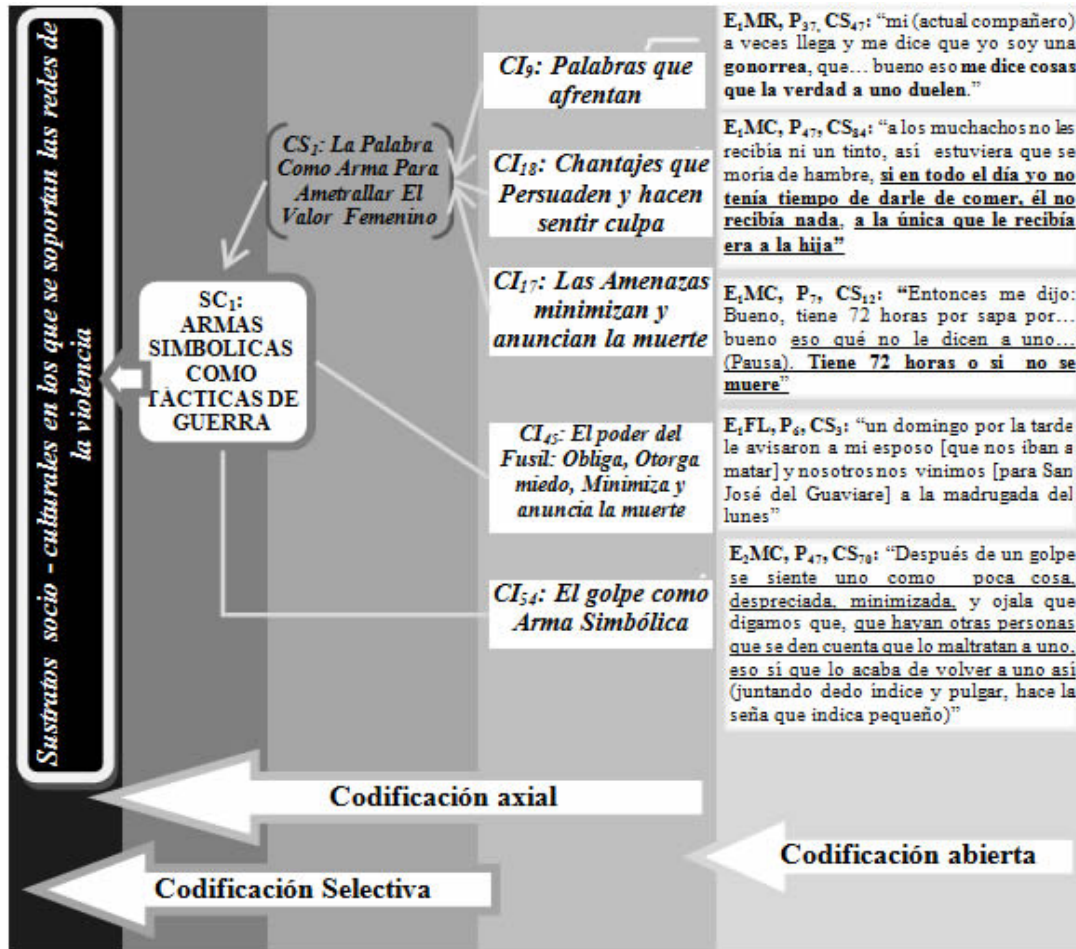 Sustratos socio - culturales en los que se soportan las redes de
la violencia
SC1:
ARMAS
SIMBOLICAS
COMO
TÀCTICAS DE
GUERRA
CS1: La Palabra
Como Arma Para
Ametrallar El
Valor Femenino
CI9: Palabras que
afrentan
CI18: Chantajes que
Persuaden y hacen
sentir culpa
CI17: Las Amenazas
minimizan y
anuncian la muerte
CI45: El poder del
Fusil: Obliga, Otorga
miedo, Minimiza y
anuncia la muerte
CI54: El golpe como
Arma Simbólica
E1MR, P37, CS47: “mi (actual compañero)
a veces llega y me dice que yo soy una
gonorrea, que… bueno eso me dice cosas
que la verdad a uno duelen.”
E1MC, P47, CS84: “a los muchachos no les
recibía ni un tinto, así estuviera que se
moría de hambre, si en todo el día yo no
tenía tiempo de darle de comer, él no
recibía nada, a la única que le recibía
era a la hija”
E1MC, P7, CS12: “Entonces me dijo:
Bueno, tiene 72 horas por sapa por…
bueno eso qué no le dicen a uno…
(Pausa). Tiene 72 horas o si no se
muere”
E1FL, P6, CS3: “un domingo por la tarde
le avisaron a mi esposo [que nos iban a
matar] y nosotros nos vinimos [para San
José del Guaviare] a la madrugada del
lunes”
E2MC, P47, CS70: “Después de un golpe
se siente uno como poca cosa,
despreciada, minimizada, y ojala que
digamos que, que hayan otras personas
que se den cuenta que lo maltratan a uno,
eso sí que lo acaba de volver a uno así
(juntando dedo índice y pulgar, hace la
seña que indica pequeño)”
Codificación axial
Codificación abierta
Codificación Selectiva